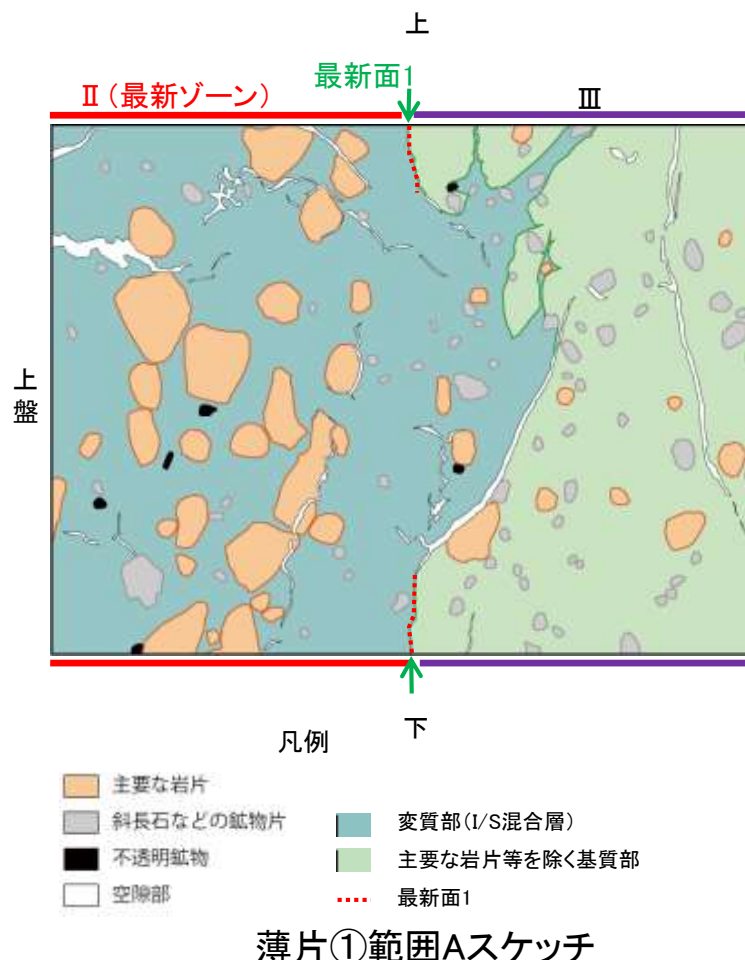 上
最新面1
Ⅱ(最新ゾーン)
Ⅲ
上盤
下
凡例
主要な岩片
斜長石などの鉱物片
不透明鉱物
空隙部
変質部(I/S混合層)
主要な岩片等を除く基質部
最新面1
薄片①範囲Aスケッチ